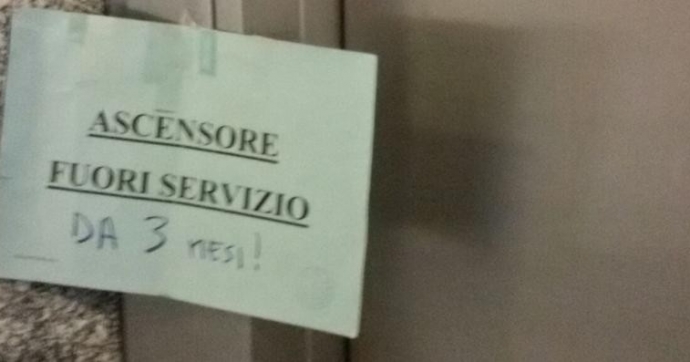 ASCENSORE
FUORI SERVIZIO
DA 3 MESI!